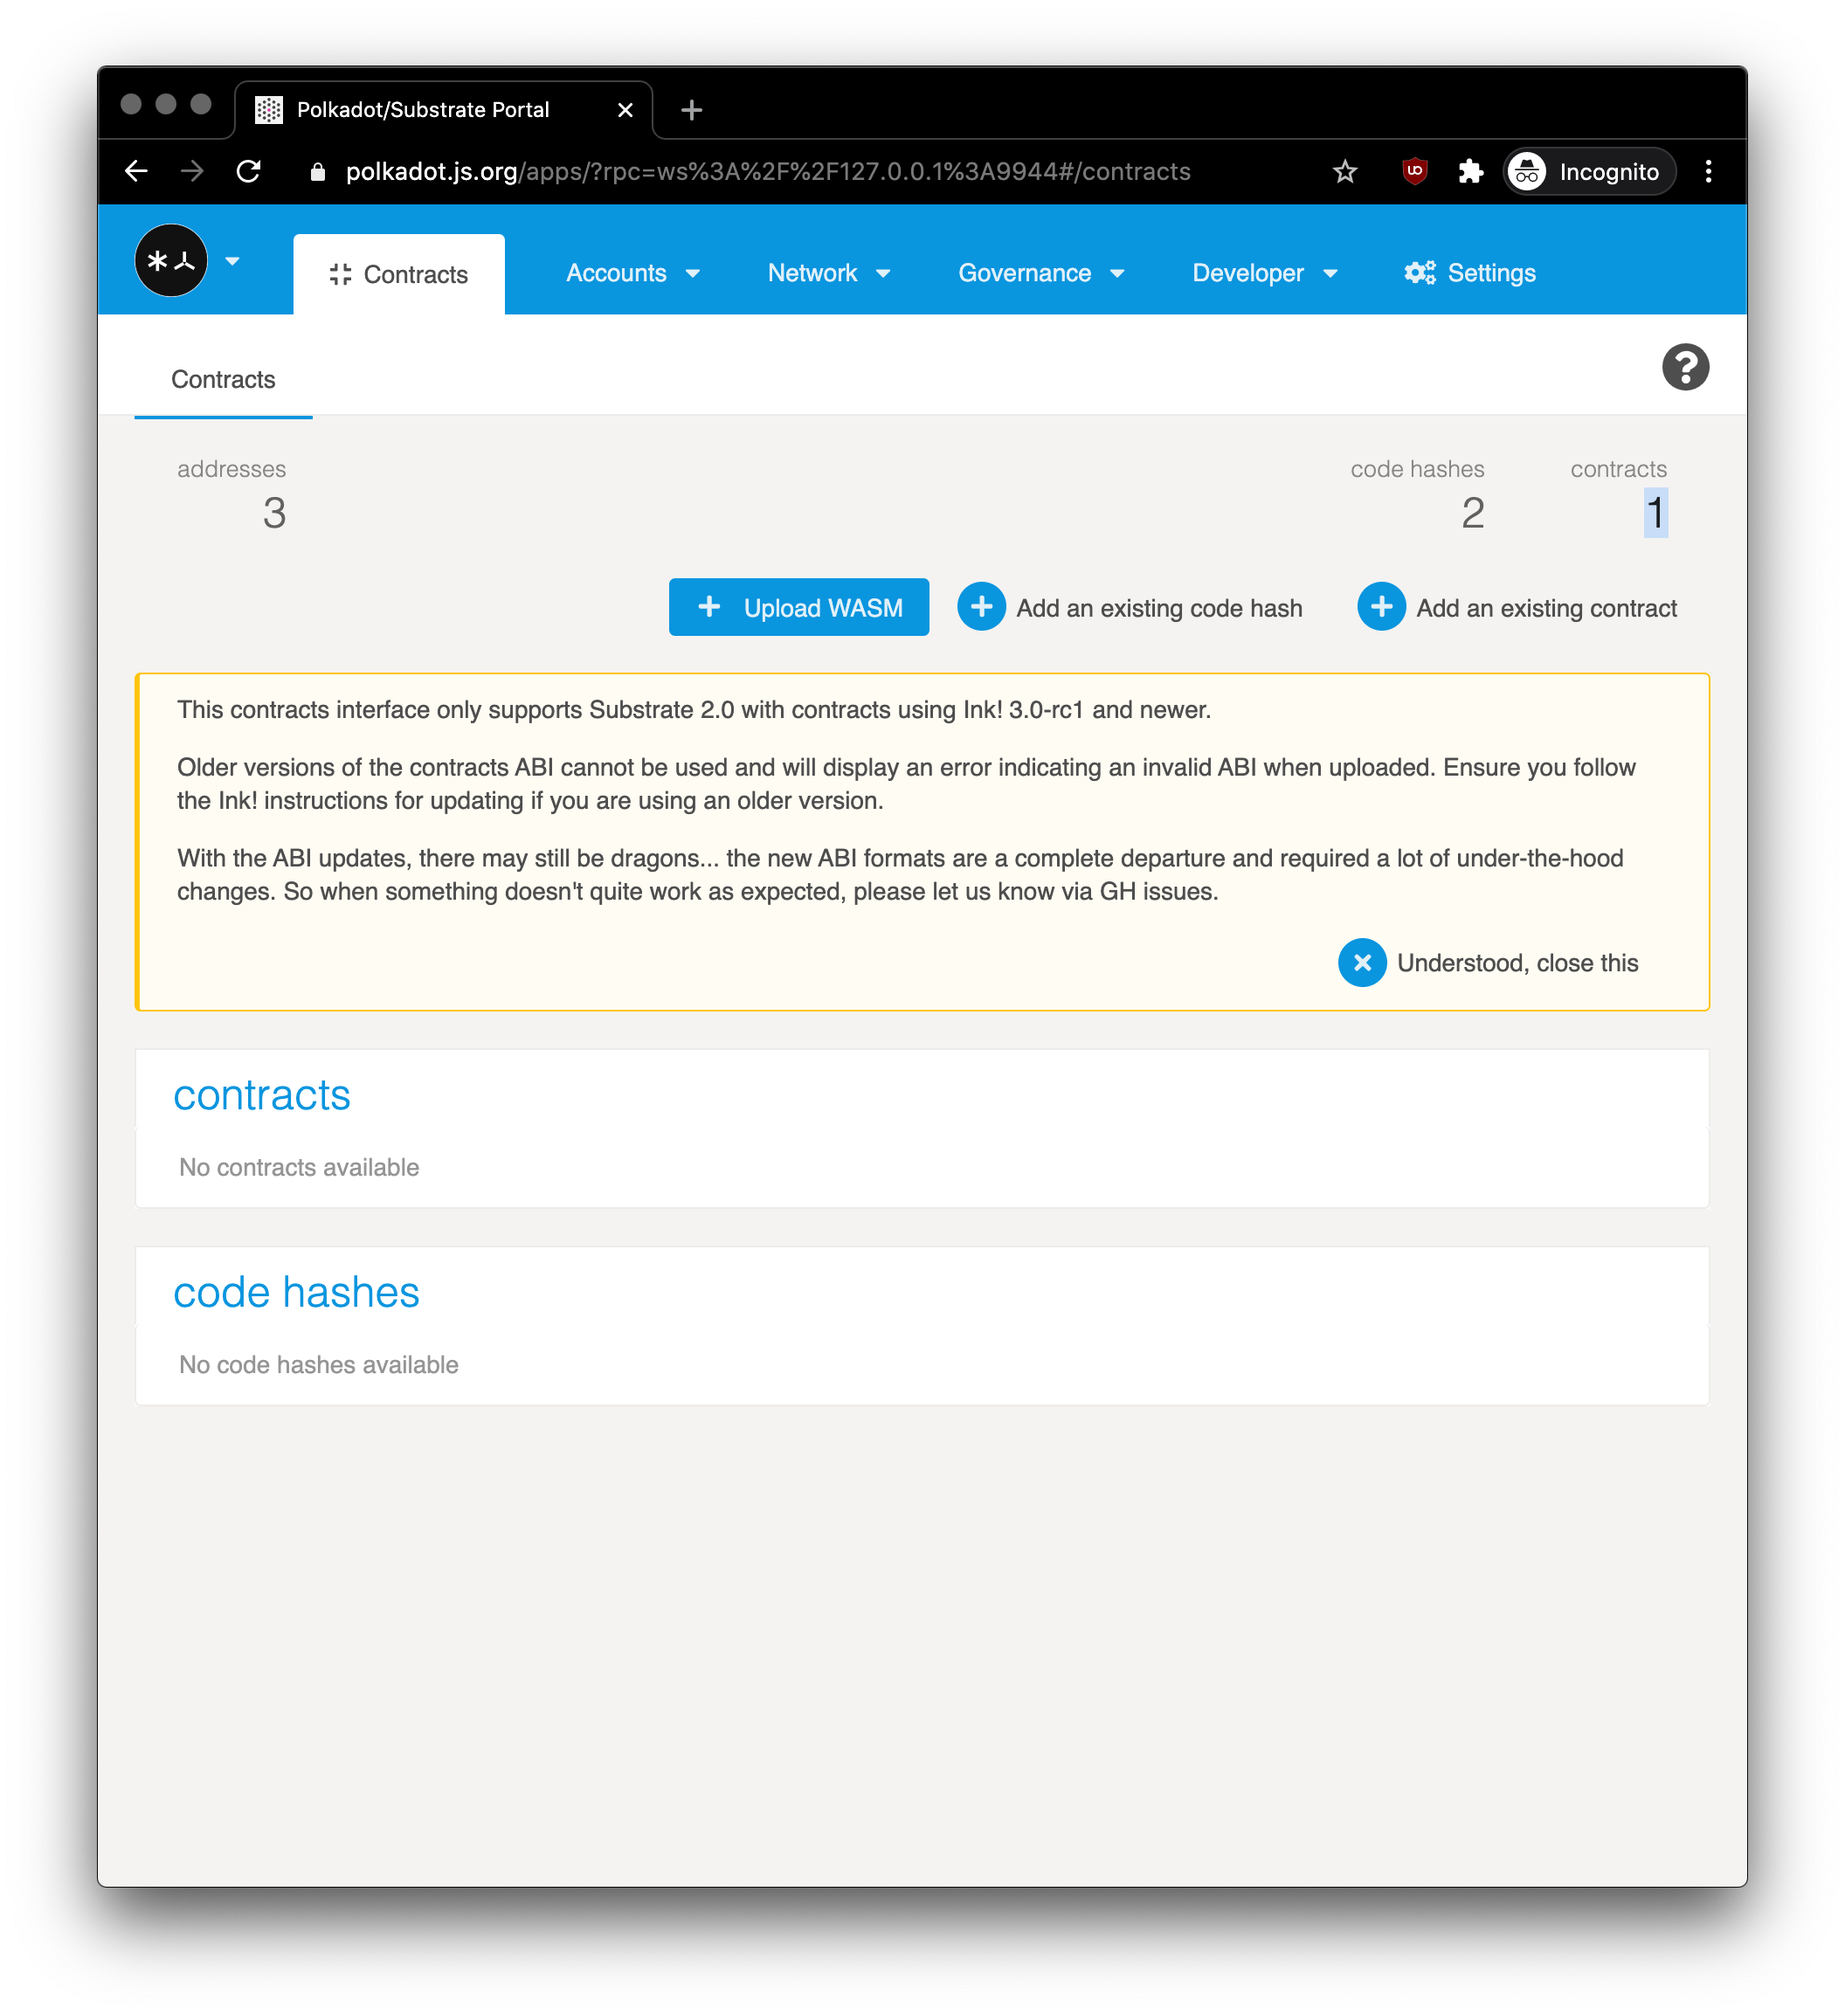 Polkadot/Substrate Portal
polkadot.js.org/apps/?rpc=ws%3A%2F%2F127.0.0.1%3A9944#/contracts
Incognito
Contracts
Accounts
Network
Governance
Developer
Settings
Contracts
addresses
3
code hashes
2
contracts
1
Upload WASM
Add an existing code hash
Add an existing contract
This contracts interface only supports Substrate 2.0 with contracts using Ink! 3.0-rc1 and newer.
Older versions of the contracts ABI cannot be used and will display an error indicating an invalid ABI when uploaded. Ensure you follow
the Ink! instructions for updating if you are using an older version.
With the ABI updates, there may still be dragons... the new ABI formats are a complete departure and required a lot of under-the-hood
changes. So when something doesn't quite work as expected, please let us know via GH issues.
Understood, close this
contracts
No contracts available
code hashes
No code hashes available